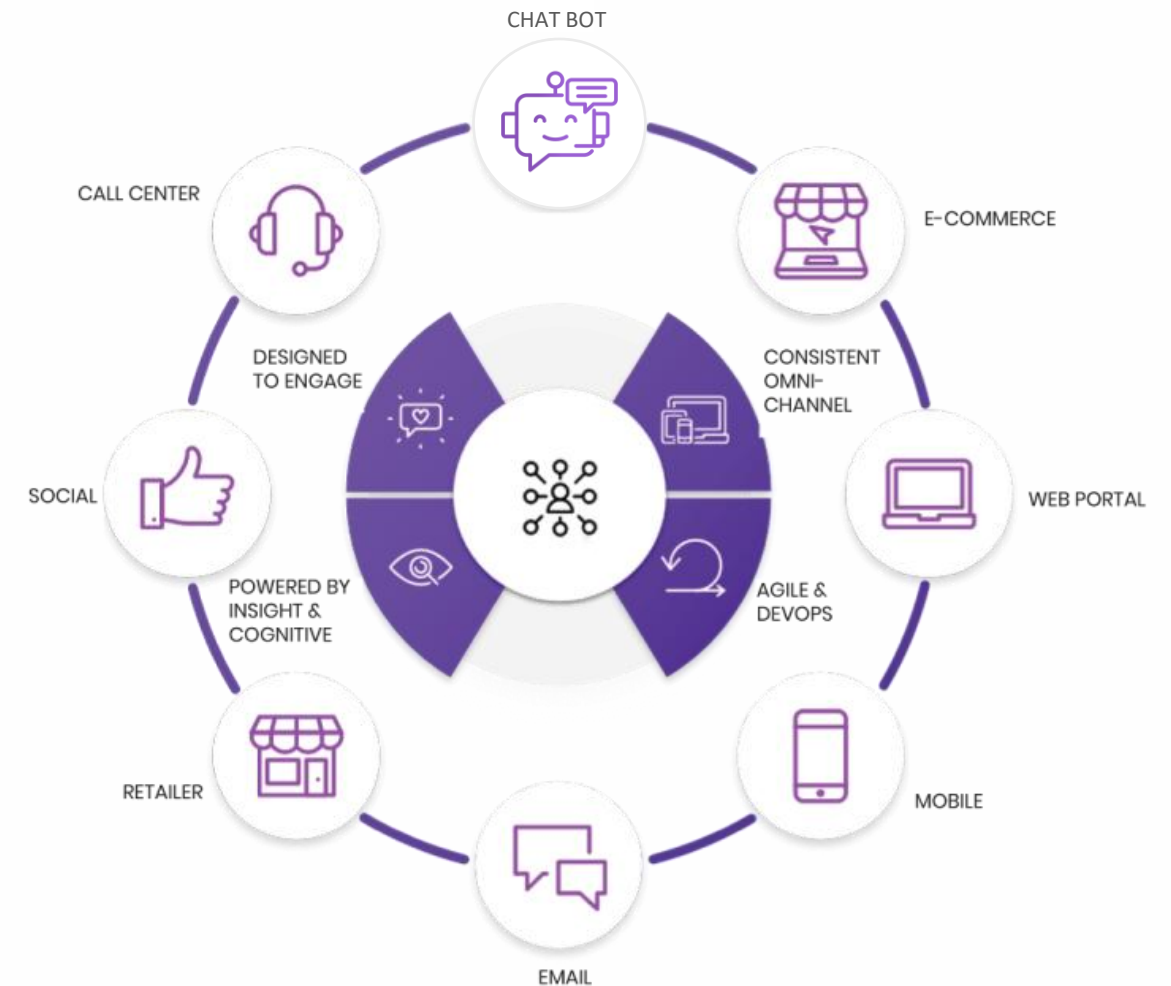 CHAT BOT
CALL CENTER
E-COMMERCE
DESIGNED
TO ENGAGE
CONSISTENT
OMNI-
CHANNEL
SOCIAL
WEB PORTAL
POWERED BY
INSIGHT &
COGNITIVE
AGILE &
DEVOPS
RETAILER
MOBILE
EMAIL